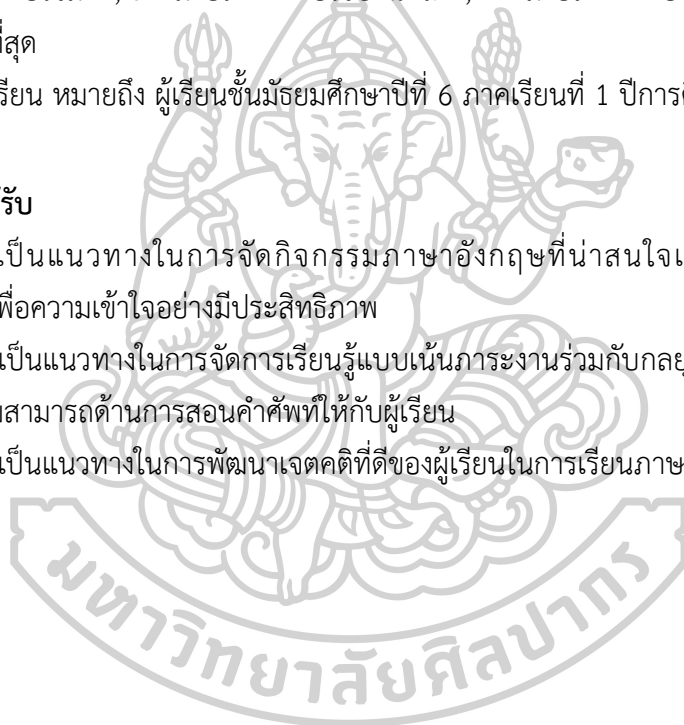 ที่สุด
เรียน หมายถึง ผู้เรียนชั้นมัธยมศึกษาปีที่ 6 ภาคเรียนที่ 1
รับ
เป็นแนวทางในการจัดกิจกรรมภาษาอังกฤษที่น่าสนใจ
เพื่อความเข้าใจอย่างมีประสิทธิภาพ
เป็นแนวทางในการจัดการเรียนรู้แบบเน้นภาระงานร่วมกับ
สามารถด้านการสอนคำศัพท์ให้กับผู้เรียน
เป็นแนวทางในการพัฒนาเจตคติที่ดีของผู้เรียนในการเรียน
มหาวิทยาลัยศิลปากร